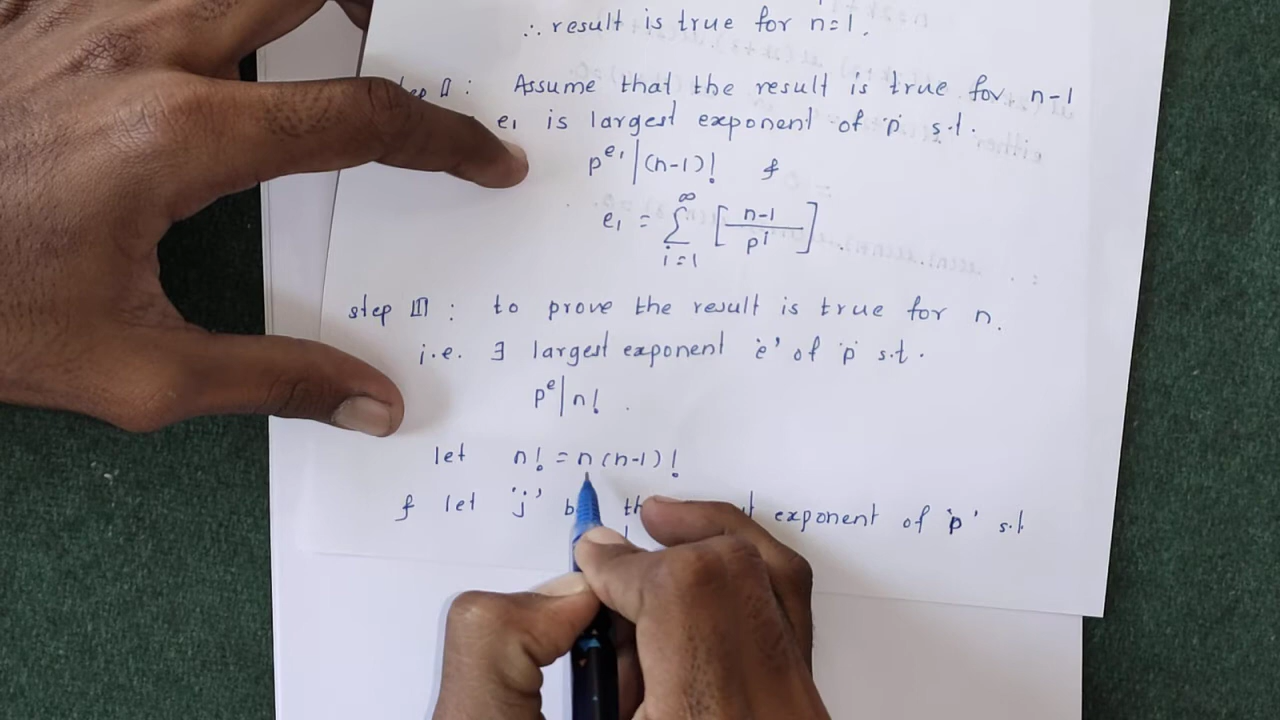 ∴ result is true for n=1.
step II : Assume that the result is true for n-1
e₁ is largest exponent of 'p' s.t.
p^e₁ | (n-1)! &
e₁ = ∑_{i=1}^{∞} [ (n-1)/p^i ] .
step III : to prove the result is true for n.
i.e. ∃ largest exponent 'e' of 'p' s.t.
p^e | n! .
let n! = n(n-1)!
& let 'j' exponent of 'p' s.t